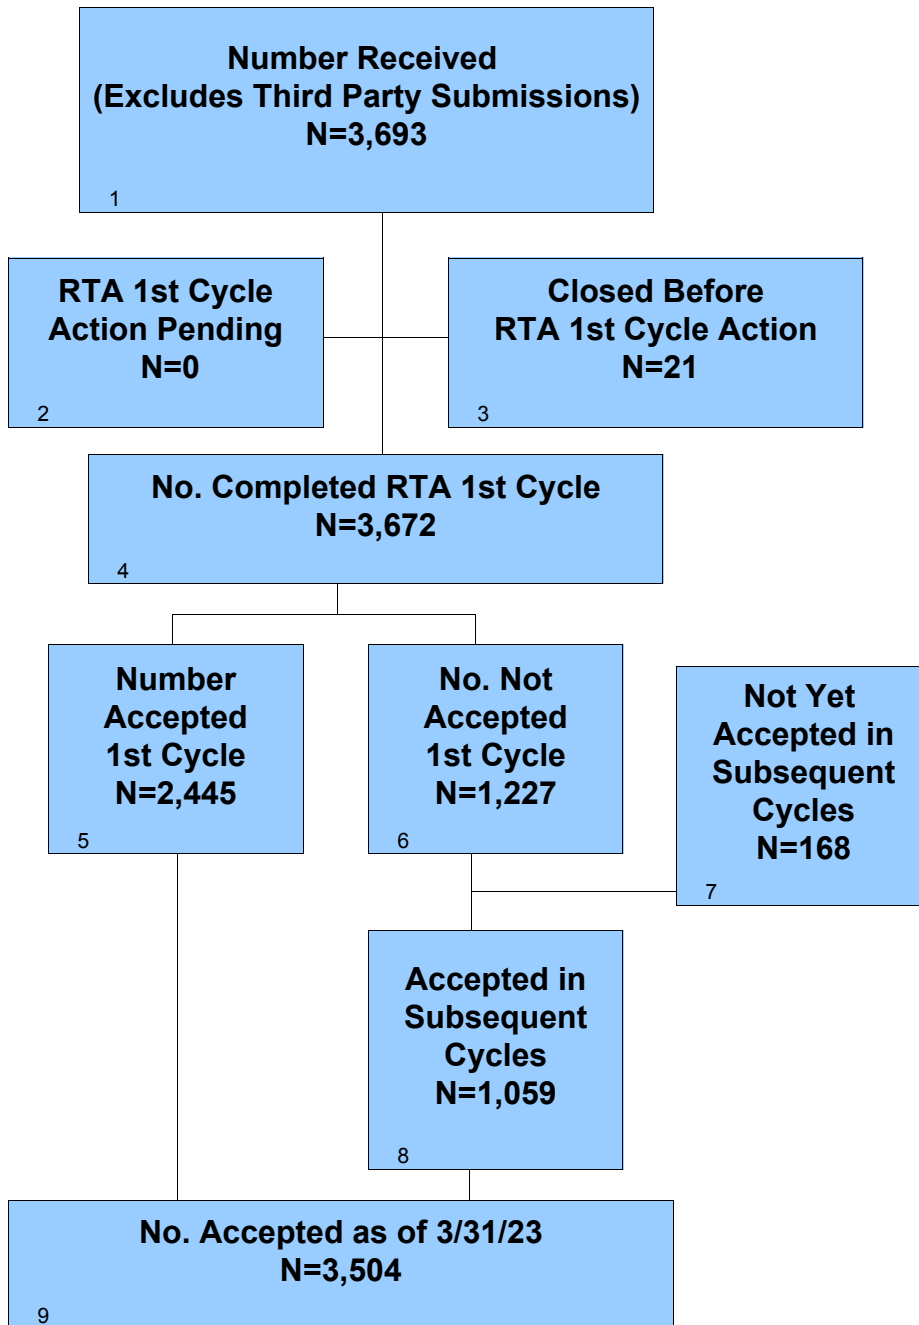 Number Received
(Excludes Third Party Submissions)
N=3,693
1
RTA 1st Cycle
Action Pending
N=0
2
Closed Before
RTA 1st Cycle Action
N=21
3
No. Completed RTA 1st Cycle
N=3,672
4
Number
Accepted
1st Cycle
N=2,445
5
No. Not
Accepted
1st Cycle
N=1,227
6
Not Yet
Accepted in
Subsequent
Cycles
N=168
7
Accepted in
Subsequent
Cycles
N=1,059
8
No. Accepted as of 3/31/23
N=3,504
9